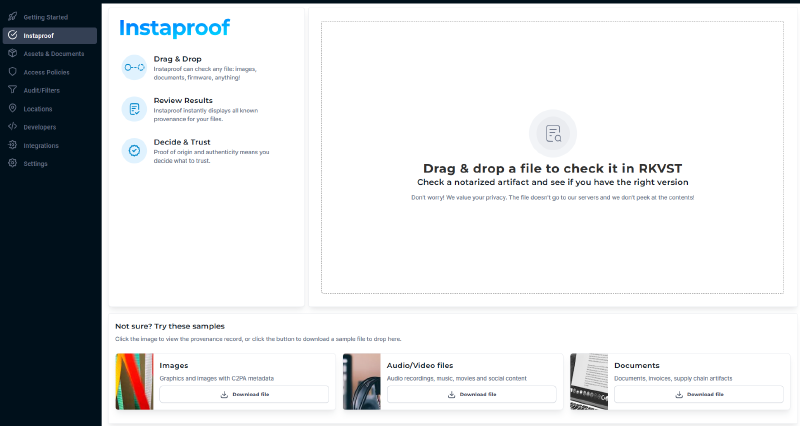 Getting Started
Instaproof
Assets & Documents
Access Policies
Audit/Filters
Locations
Developers
Integrations
Settings
Instaproof
Drag & Drop
Instaproof can check any file: images,
documents, firmware, anything!
Review Results
Instaproof instantly displays all known
provenance for your files.
Decide & Trust
Proof of origin and authenticity means you
decide what to trust.
Drag & drop a file to check it in RKVST
Check a notarized artifact and see if you have the right version
Don't worry! We value your privacy. The file doesn't go to our servers and we don't peek at the contents!
Not sure? Try these samples
Click the image to view the provenance record, or click the button to download a sample file to drop here.
Images
Graphics and images with C2PA metadata
Download file
Audio/Video files
Audio recordings, music, movies and social content
Download file
Documents
Documents, invoices, supply chain artifacts
Download file